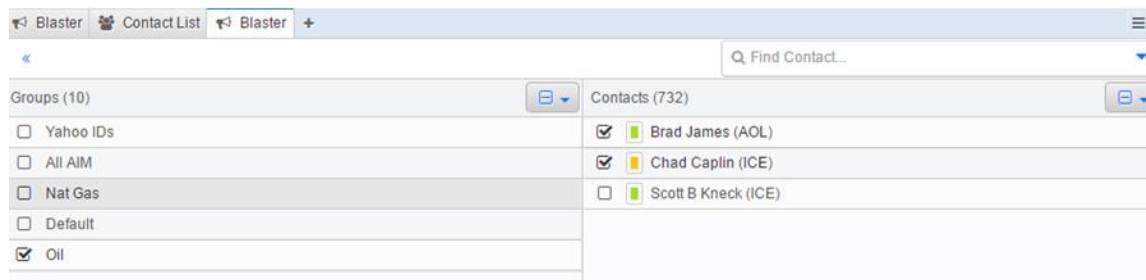 Blaster Contact List Blaster +
« Find Contact...
Groups (10) Contacts (732)
Yahoo IDs Brad James (AOL)
All AIM Chad Caplin (ICE)
Nat Gas Scott B Kneck (ICE)
Default
Oil